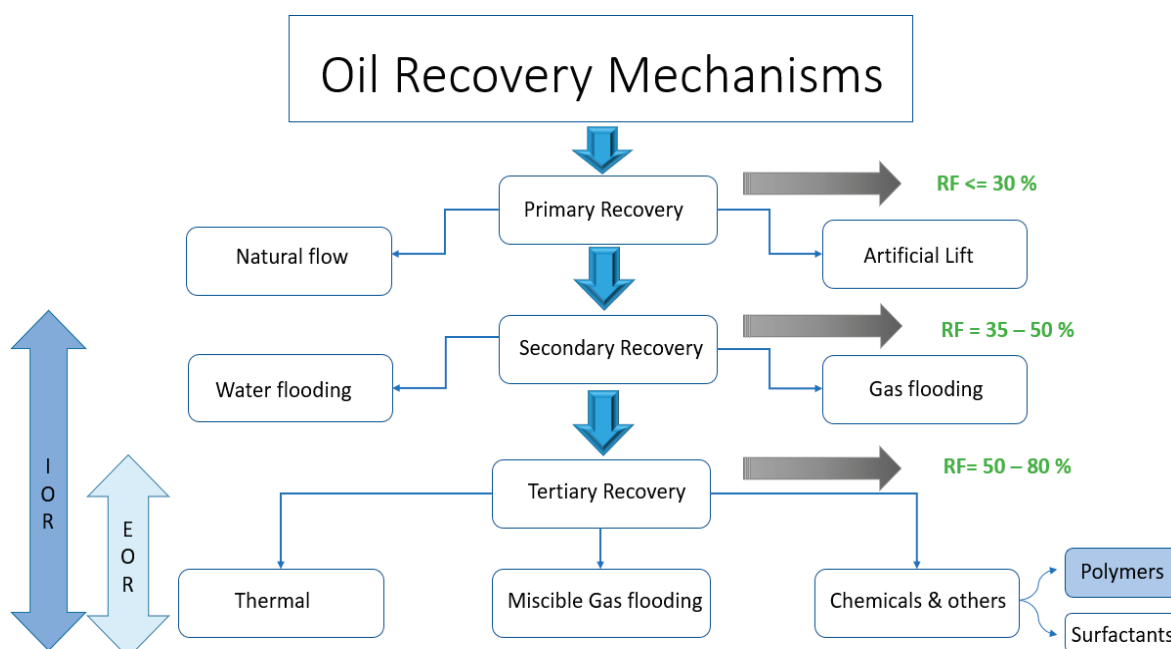 Oil Recovery Mechanisms
RF <= 30 %
Primary Recovery
Natural flow
Artificial Lift
RF = 35 – 50 %
Secondary Recovery
Water flooding
Gas flooding
RF= 50 – 80 %
Tertiary Recovery
I
O
R
E
O
R
Thermal
Miscible Gas flooding
Chemicals & others
Polymers
Surfactants